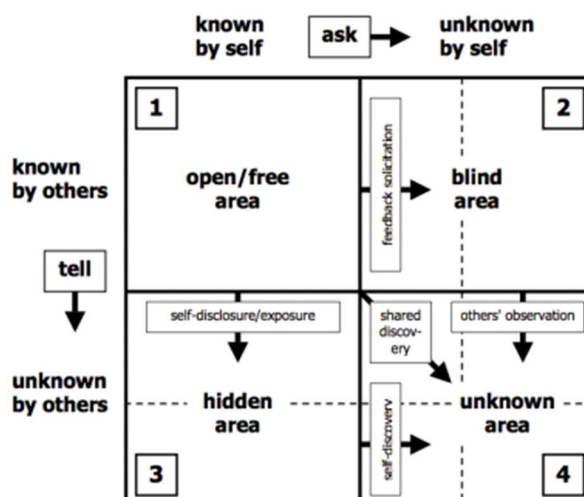 known
by self
ask
unknown
by self
1
2
known
by others
open/free
area
feedback solicitation
blind
area
tell
self-disclosure/exposure
shared
discov-
ery
others' observation
unknown
by others
hidden
area
self-discovery
unknown
area
3
4